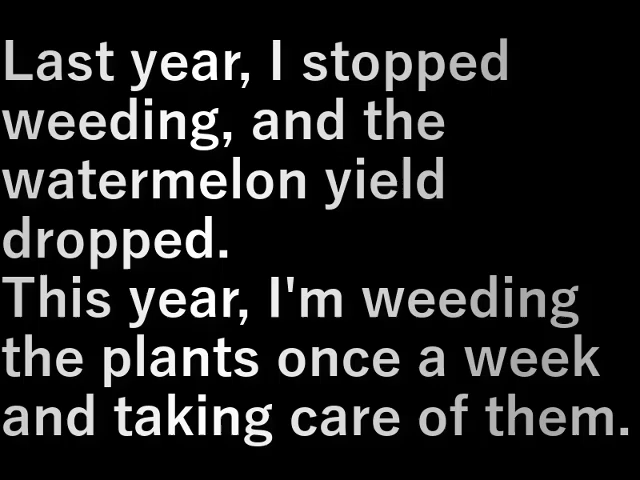 Last year, I stopped
weeding, and the
watermelon yield
dropped.
This year, I'm weeding
the plants once a week
and taking care of them.